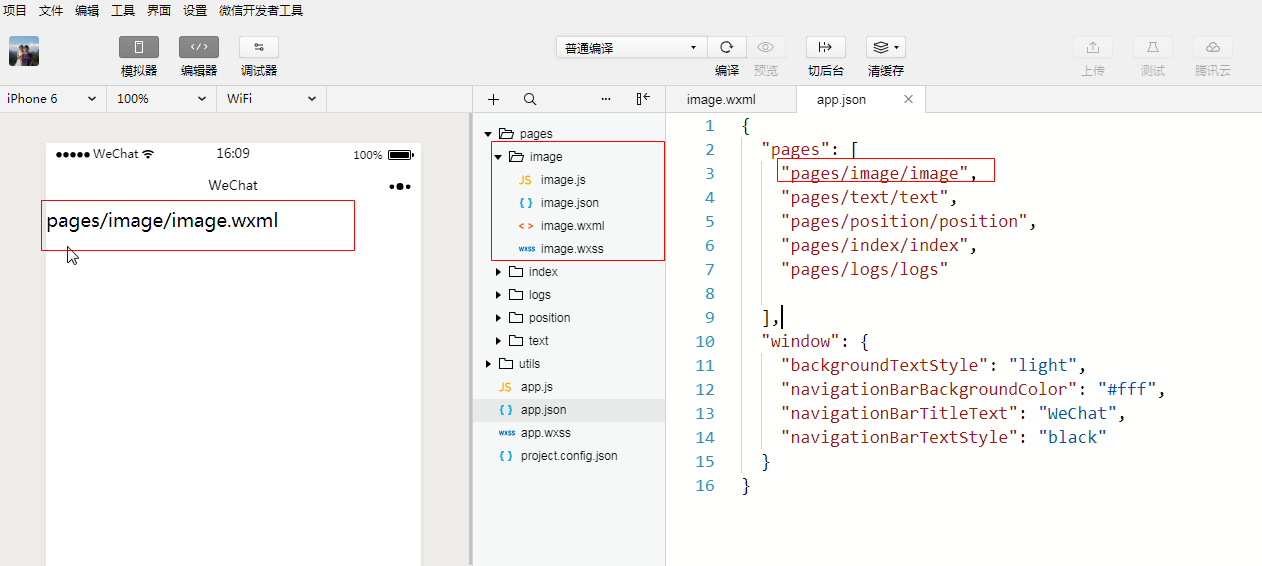 项目 文件 编辑 工具 界面 设置 微信开发者工具
普通编译
模拟器 编辑器 调试器 编译 预览 切后台 清缓存 上传 测试 腾讯云
iPhone 6 100% WiFi
WeChat 16:09 100%
WeChat
pages/image/image.wxml
pages
image
JS image.js
{ } image.json
< > image.wxml
wxss image.wxss
index
logs
position
text
utils
JS app.js
{ } app.json
wxss app.wxss
{ } project.config.json
image.wxml app.json
1 {
2 "pages": [
3 "pages/image/image",
4 "pages/text/text",
5 "pages/position/position",
6 "pages/index/index",
7 "pages/logs/logs"
8
9 ],
10 "window": {
11 "backgroundTextStyle": "light",
12 "navigationBarBackgroundColor": "#fff",
13 "navigationBarTitleText": "WeChat",
14 "navigationBarTextStyle": "black"
15 }
16 }